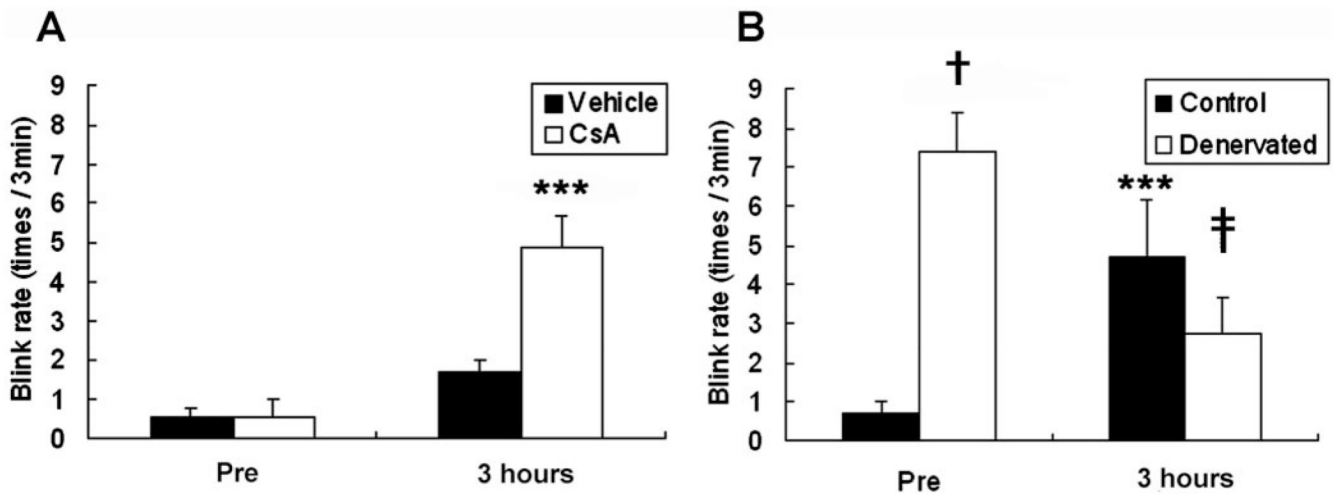 A
Blink rate (times / 3min)
9
8
7
6
5
4
3
2
1
0
Vehicle
CsA
***
Pre
3 hours
B
Blink rate (times / 3min)
9
8
7
6
5
4
3
2
1
0
†
Control
Denervated
***
‡
Pre
3 hours